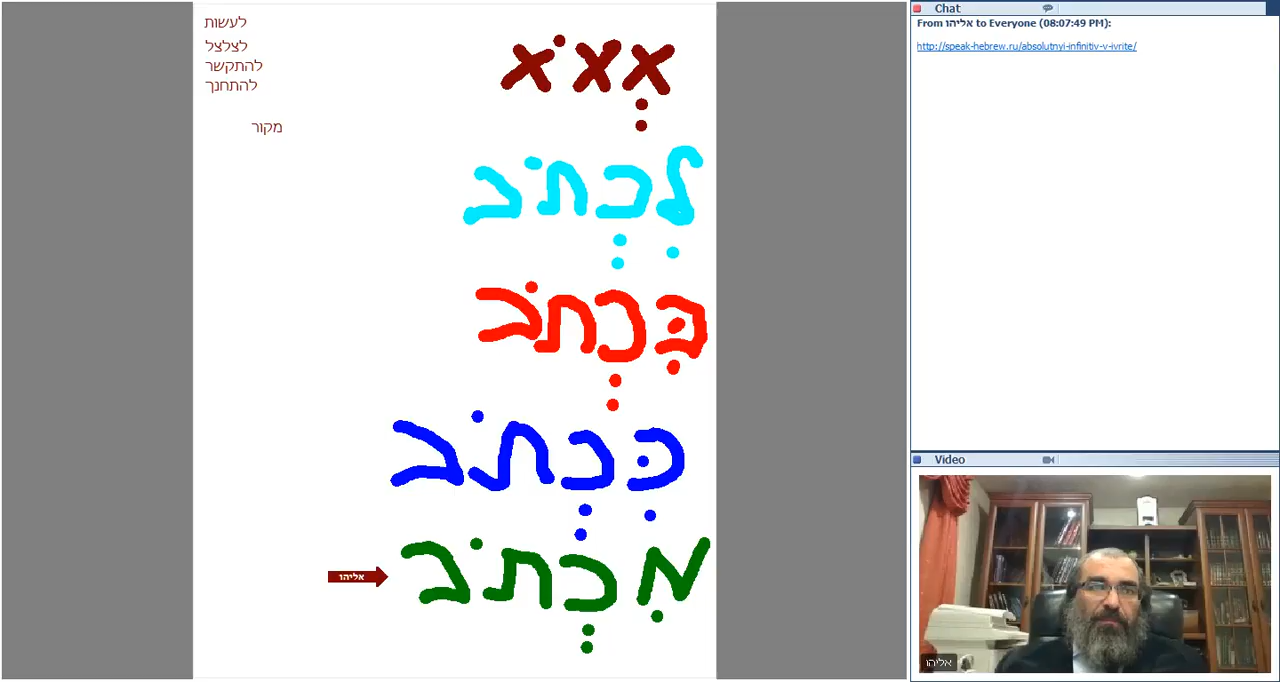 לעשות
לצלצל
להתקשר
להתחנך
מקור
לִכְתֹב
בִּכְתֹב
כִּכְתֹב
מִכְתֹב
אליהו
Chat
From אליהו to Everyone (08:07:49 PM):
http://speak-hebrew.ru/absolutnyi-infinitiv-v-ivrite/
Video
אליהו